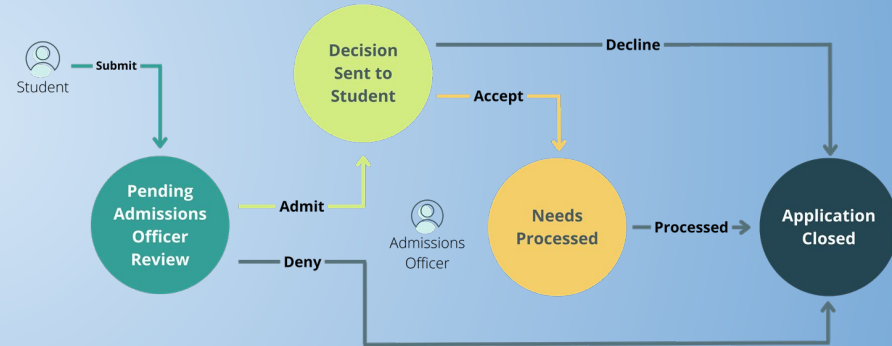 Student
Submit
Pending
Admissions
Officer
Review
Admit
Deny
Decision
Sent to
Student
Decline
Accept
Admissions
Officer
Needs
Processed
Processed
Application
Closed